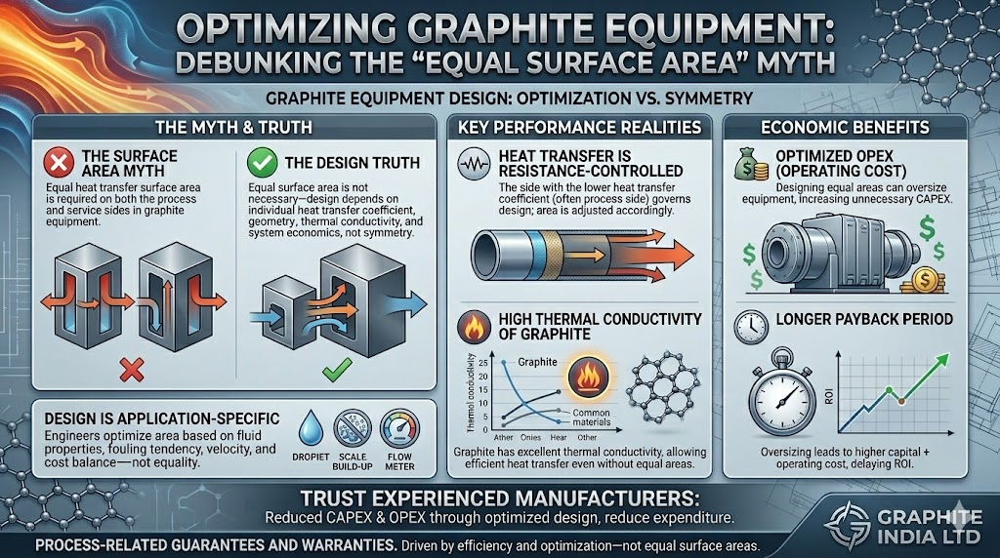 OPTIMIZING GRAPHITE EQUIPMENT:
DEBUNKING THE “EQUAL SURFACE AREA” MYTH
GRAPHITE EQUIPMENT DESIGN: OPTIMIZATION VS. SYMMETRY
THE MYTH & TRUTH
THE SURFACE
AREA MYTH
Equal heat transfer surface area
is required on both the process
and service sides in graphite
equipment.
THE DESIGN TRUTH
Equal surface area is not
necessary—design depends on
individual heat transfer coefficient,
geometry, thermal conductivity, and
system economics, not symmetry.
DESIGN IS APPLICATION-SPECIFIC
Engineers optimize area based on
fluid properties, fouling tendency,
velocity, and
cost balance—not equality.
DROPIET
SCALE
BUILD-UP
FLOW
METER
KEY PERFORMANCE REALITIES
HEAT TRANSFER IS
RESISTANCE-CONTROLLED
The side with the lower heat transfer
coefficient (often process side) governs
design; area is adjusted accordingly.
HIGH THERMAL CONDUCTIVITY
OF GRAPHITE
Thermal conductivity
25
20
15
10
5
0
Graphite
Common
materials
Ather
Onies
Hear
Other
Graphite has excellent thermal conductivity, allowing
efficient heat transfer even without equal areas.
ECONOMIC BENEFITS
OPTIMIZED OPEX
(OPERATING COST)
Designing equal areas can oversize
equipment, increasing unnecessary CAPEX.
$
$
$
$
$
LONGER PAYBACK PERIOD
ROI
Oversizing leads to higher capital +
operating cost, delaying ROI.
TRUST EXPERIENCED MANUFACTURERS:
Reduced CAPEX & OPEX through optimized design, reduce expenditure.
PROCESS-RELATED GUARANTEES AND WARRANTIES. Driven by efficiency and optimization—not equal surface areas.
GRAPHITE
INDIA LTD